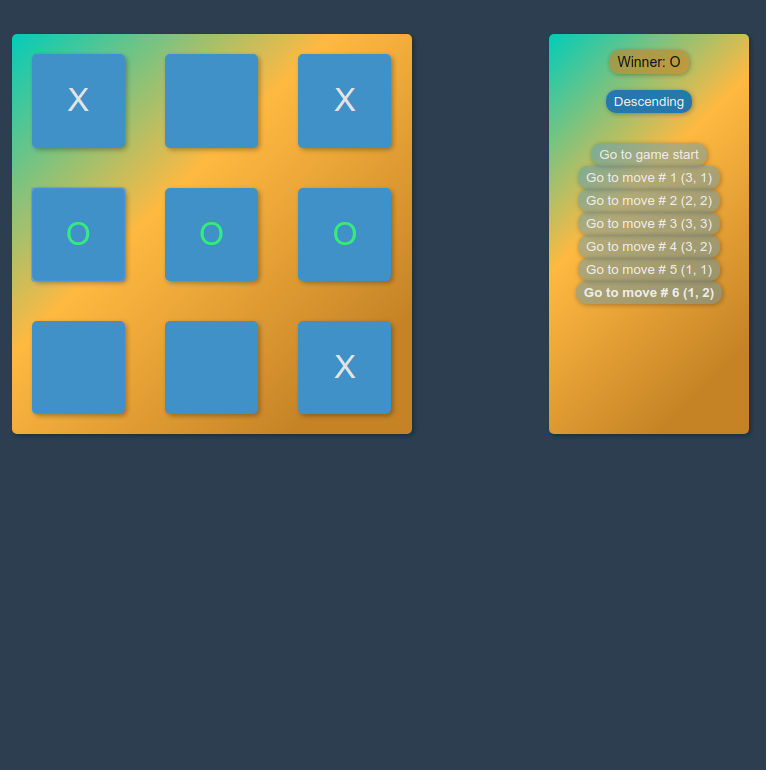 X X
O O O
X
Winner: O
Descending
Go to game start
Go to move # 1 (3, 1)
Go to move # 2 (2, 2)
Go to move # 3 (3, 3)
Go to move # 4 (3, 2)
Go to move # 5 (1, 1)
Go to move # 6 (1, 2)